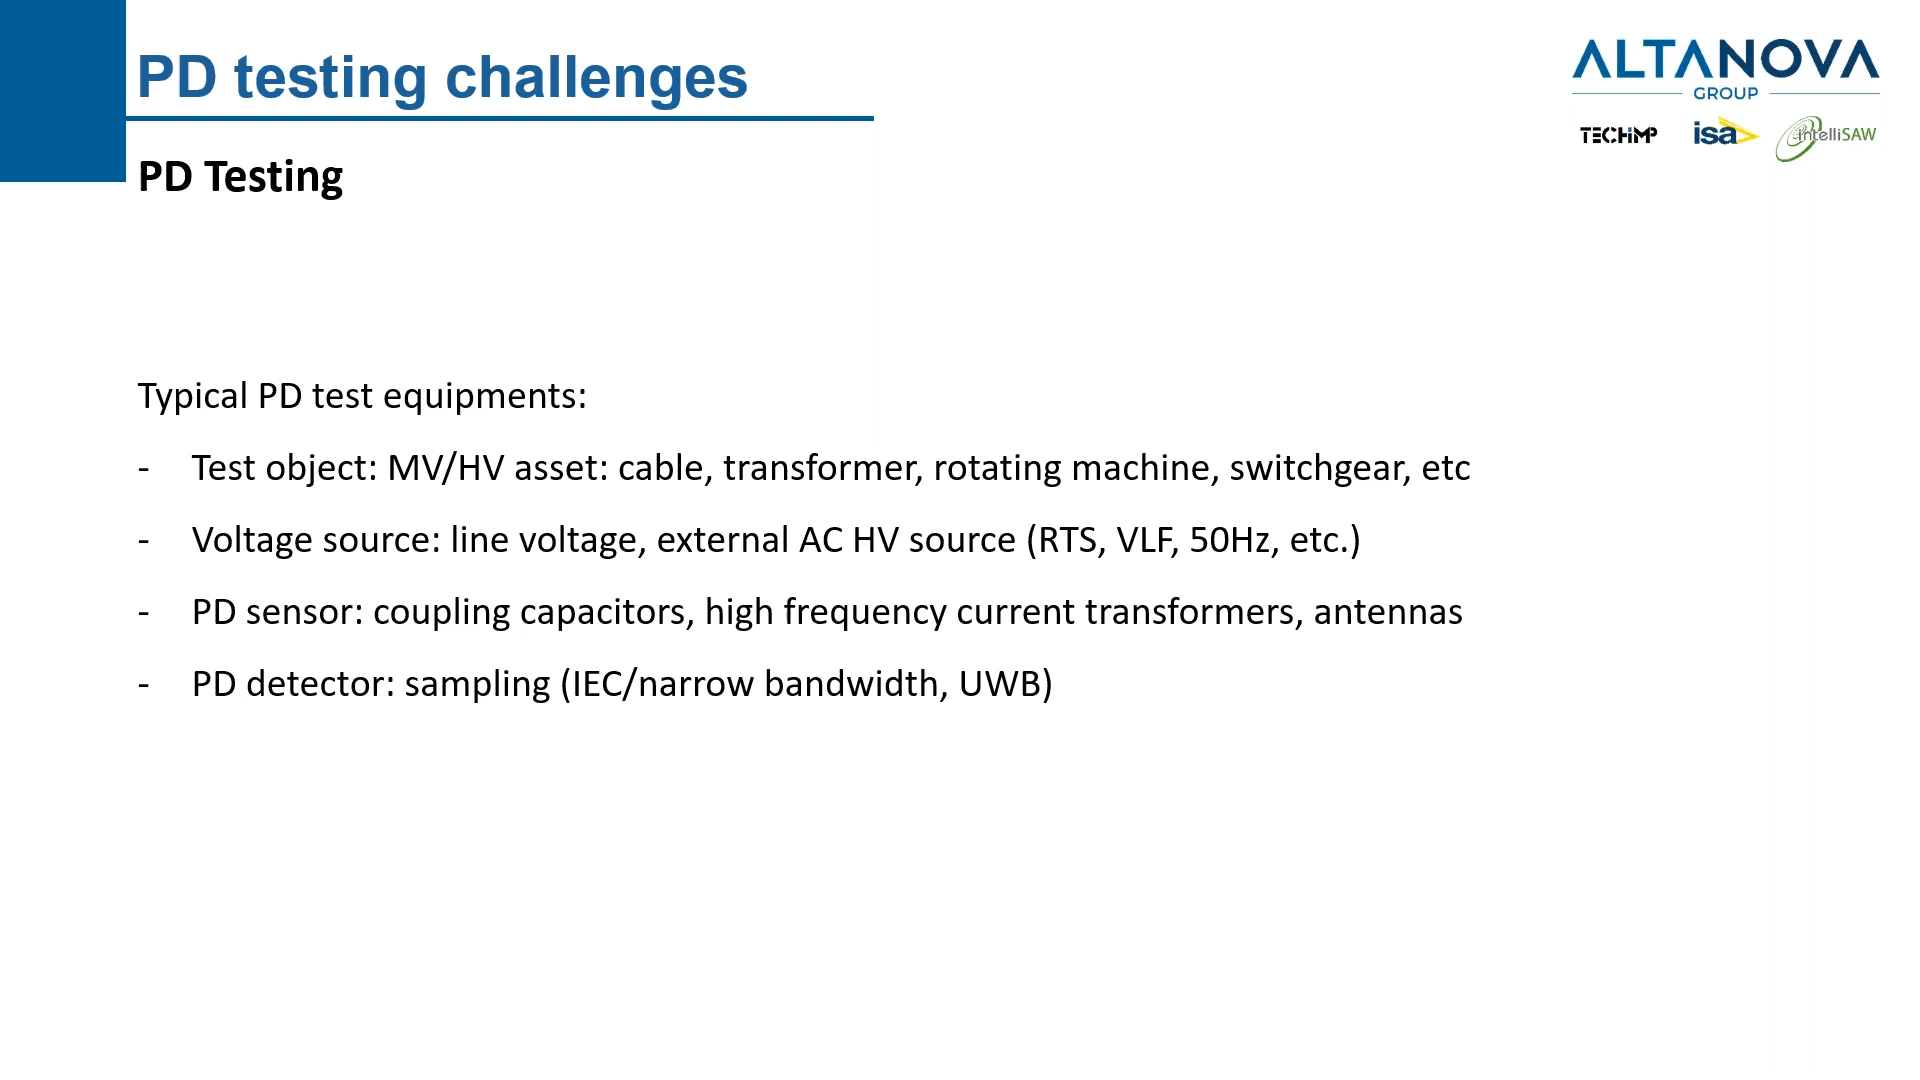 PD testing challenges
ALTANOVA
GROUP
TECHIMP isa intelliSAW
PD Testing
Typical PD test equipments:
- Test object: MV/HV asset: cable, transformer, rotating machine, switchgear, etc
- Voltage source: line voltage, external AC HV source (RTS, VLF, 50Hz, etc.)
- PD sensor: coupling capacitors, high frequency current transformers, antennas
- PD detector: sampling (IEC/narrow bandwidth, UWB)